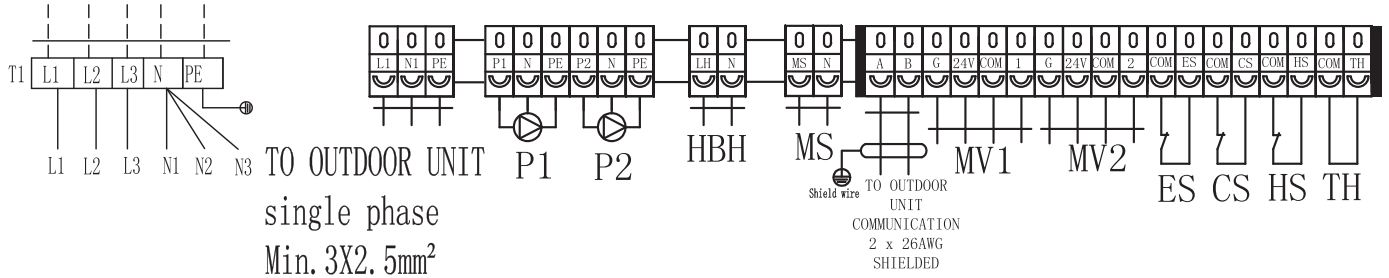 T1 L1 L2 L3 N PE
L1 L2 L3 N1 N2 N3
TO OUTDOOR UNIT
single phase
Min. 3X2. 5mm²
0 0 0 0 0 0 0 0 0 0 0 0 0 0 0 0 0 0 0 0 0 0 0 0 0 0 0 0 0 0 0
L1 N1 PE P1 N PE P2 N PE LH N MS N A B G 24V COM 1 G 24V COM 2 COM ES COM CS COM HS COM TH
P1 P2 HBH MS MV1 MV2 ES CS HS TH
Shield wire
TO OUTDOOR
UNIT
COMMUNICATION
2 x 26AWG
SHIELDED